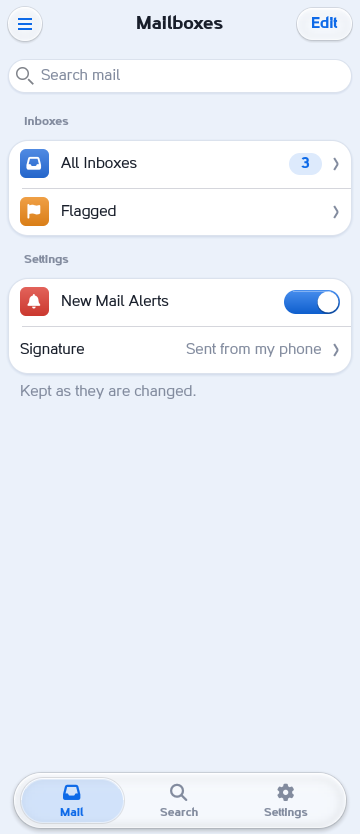 Mailboxes
Edit
Search mail
Inboxes
All Inboxes
3
Flagged
Settings
New Mail Alerts
Signature
Sent from my phone
Kept as they are changed.
Mail
Search
Settings